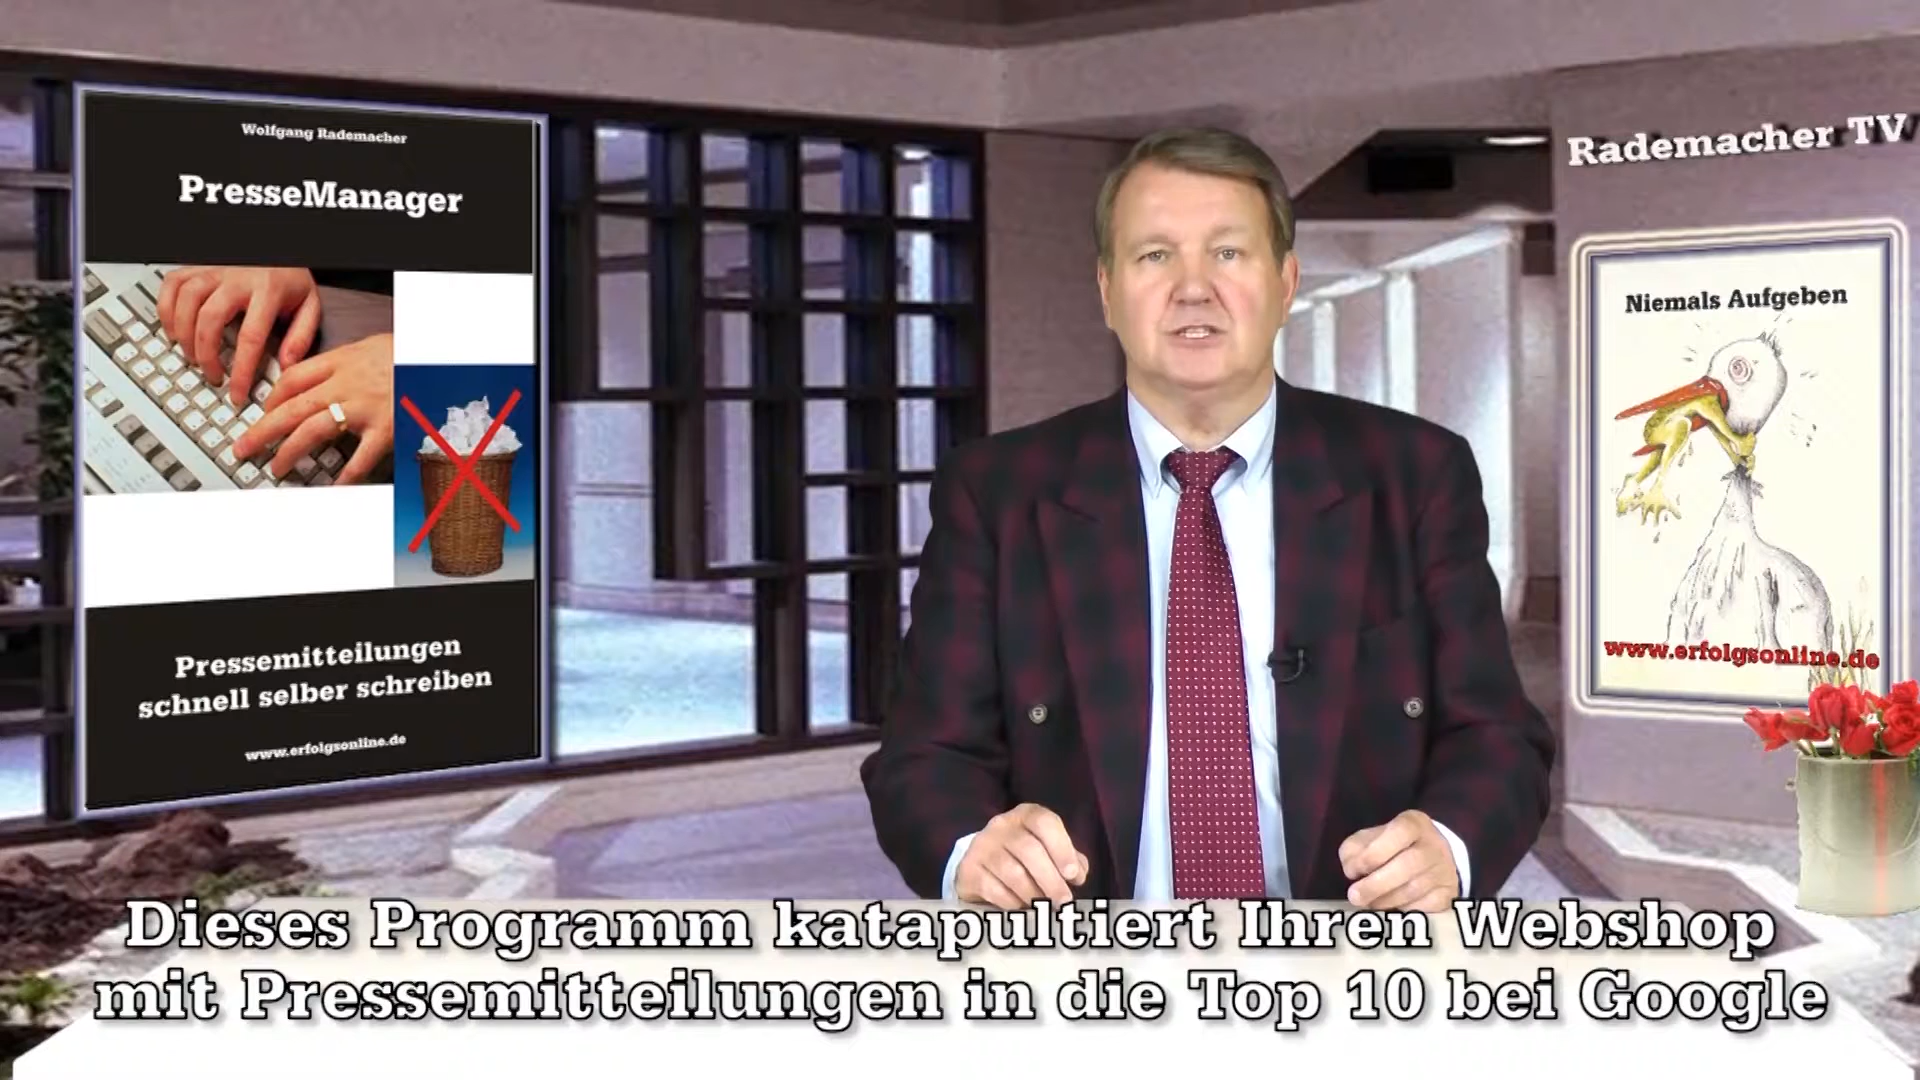 Wolfgang Rademacher
PresseManager
Pressemitteilungen
schnell selber schreiben
www.erfolgsonline.de
Rademacher TV
Niemals Aufgeben
www.erfolgsonline.de
Dieses Programm katapultiert Ihren Webshop
mit Pressemitteilungen in die Top 10 bei Google